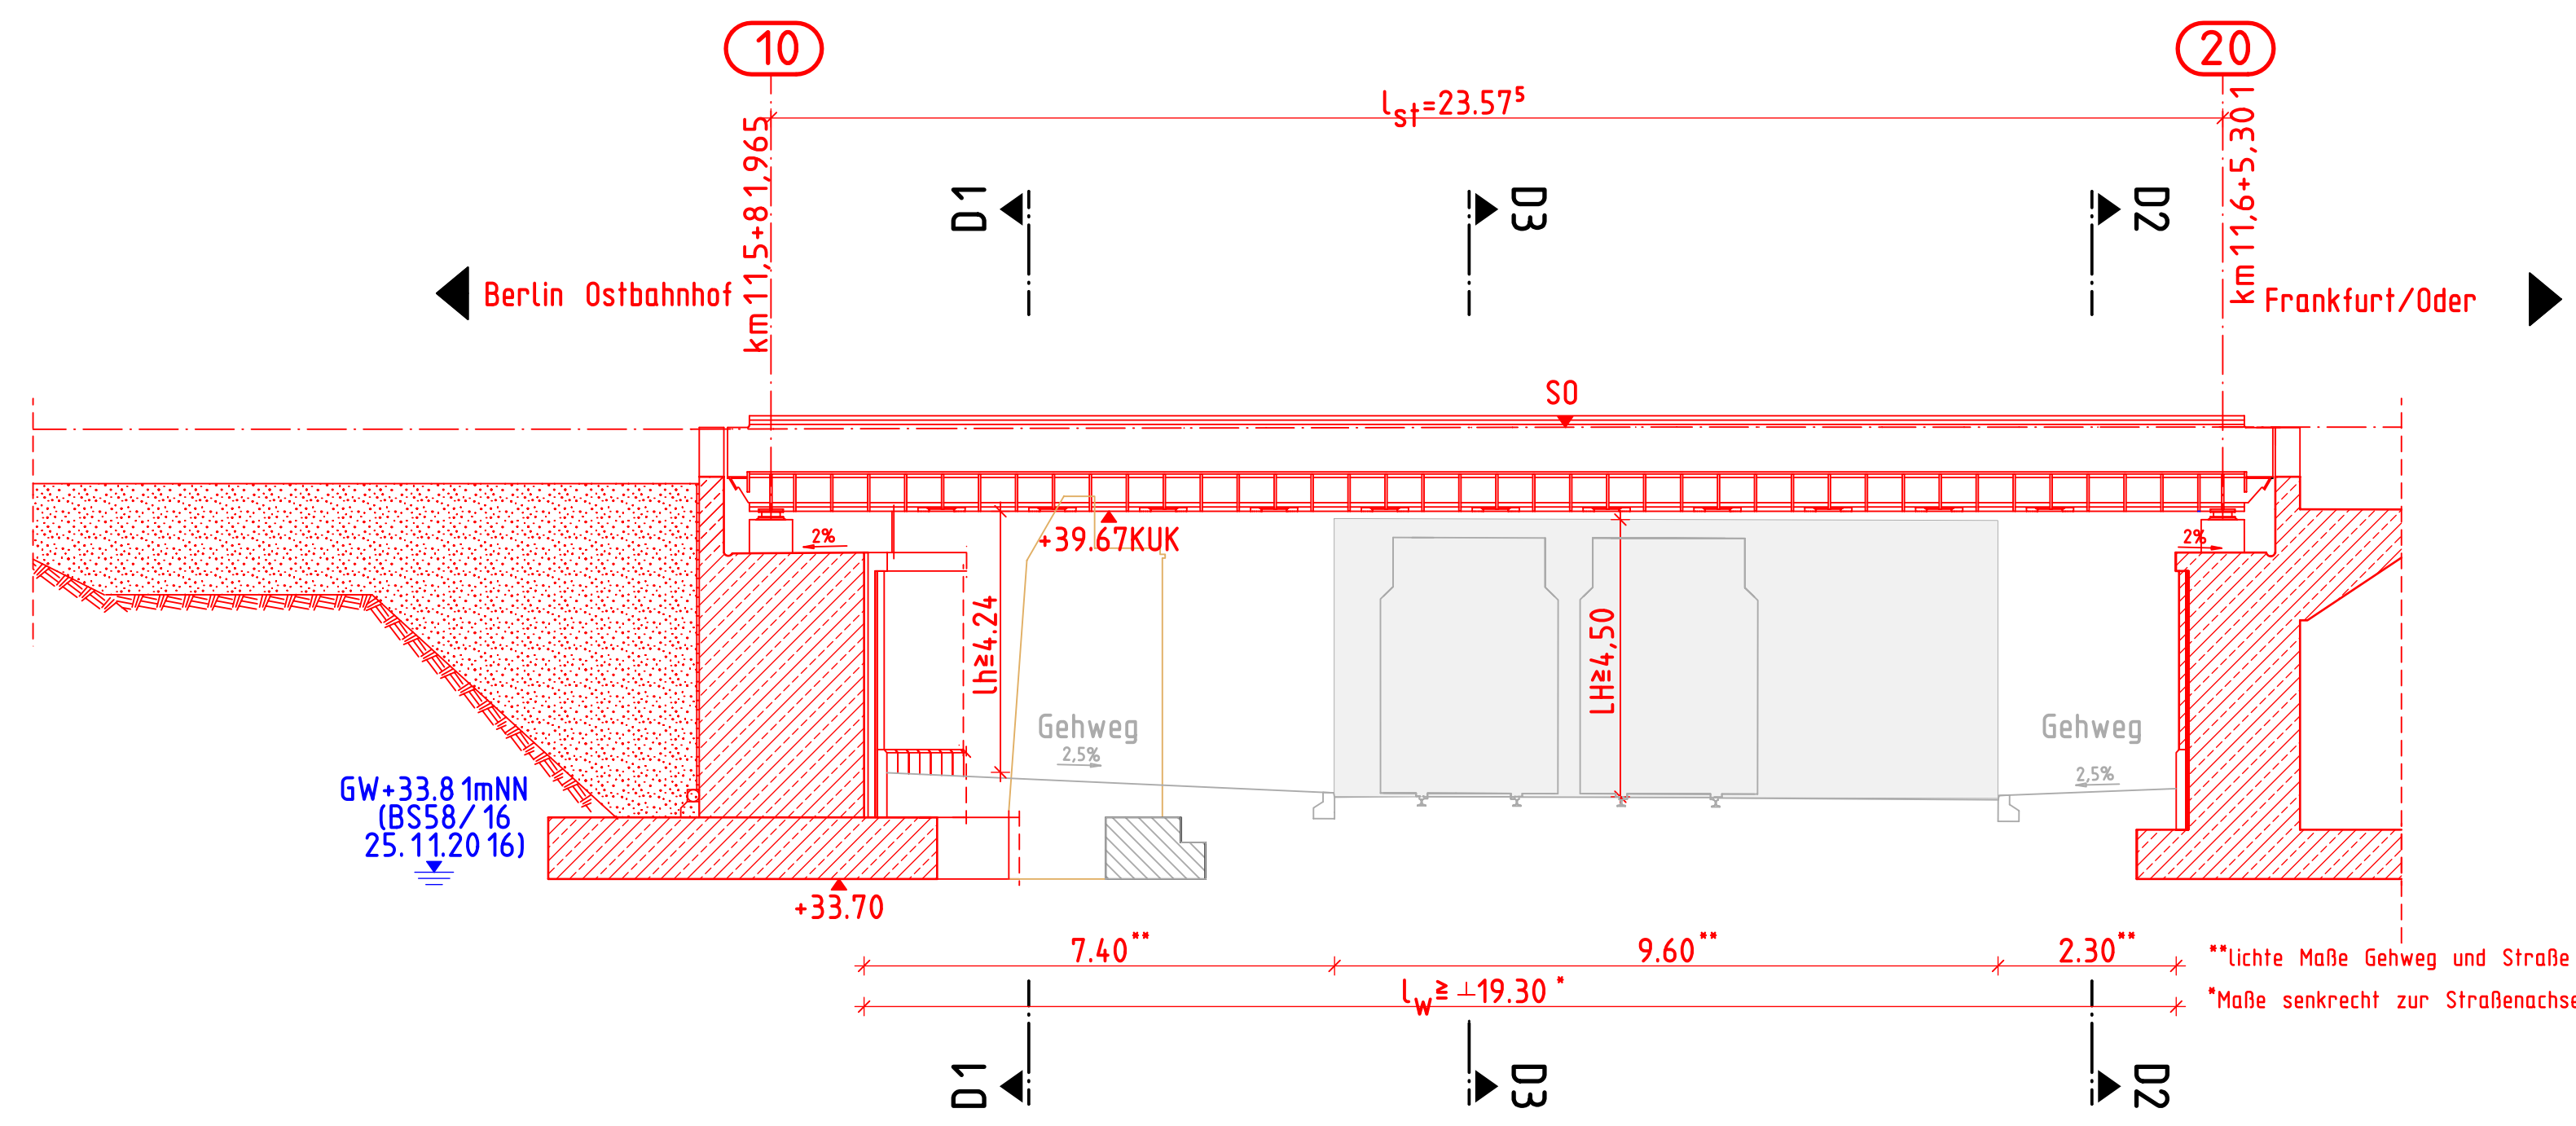 10
20
lst=23.57⁵
km 11,5+81,965
km 11,6+5,301
D1
D3
D2
Berlin Ostbahnhof
Frankfurt/Oder
SO
2%
+39.67KUK
2%
lh≥4.24
LH≥4,50
Gehweg
2,5%
Gehweg
2,5%
GW+33.81mNN
(BS58/16
25.11.2016)
+33.70
7.40**
9.60**
2.30**
**lichte Maße Gehweg und Straße
lw≥ ⊥19.30*
*Maße senkrecht zur Straßenachse
D1
D3
D2